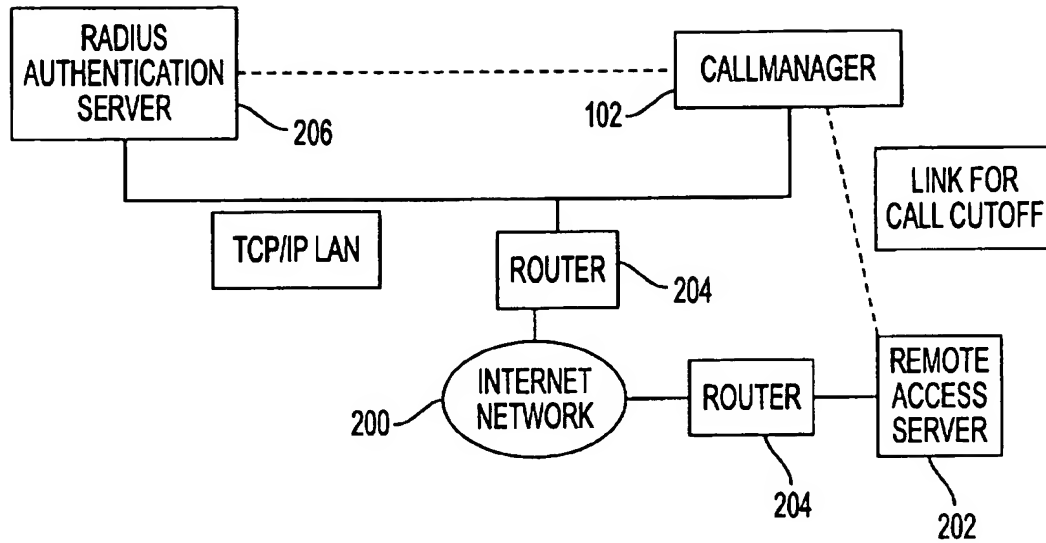 RADIUS
AUTHENTICATION
SERVER
206
CALLMANAGER
102
LINK FOR
CALL CUTOFF
TCP/IP LAN
ROUTER
204
INTERNET
NETWORK
200
ROUTER
204
REMOTE
ACCESS
SERVER
202